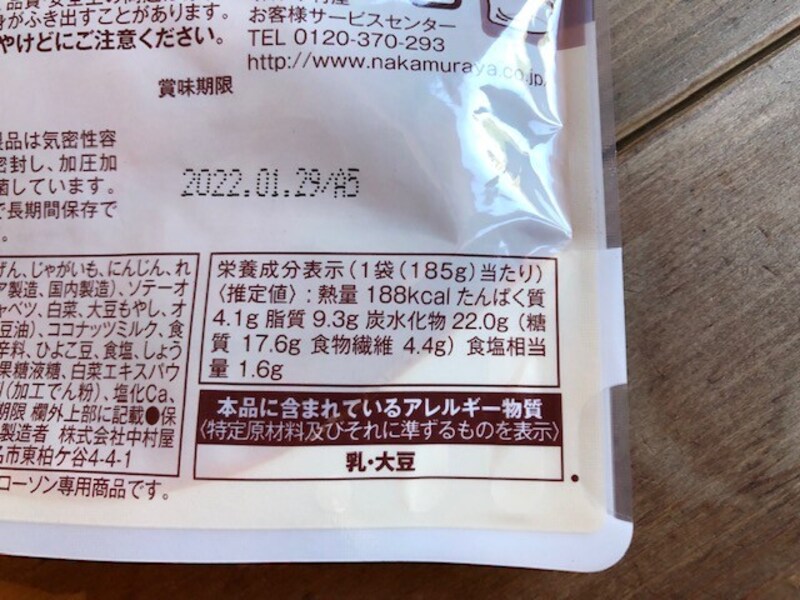 身がふき出すことがあります。
やけどにご注意ください。
お客様サービスセンター
TEL 0120-370-293
http://www.nakamuraya.co.jp/
賞味期限
製品は気密性容
密封し、加圧加
菌しています。
で長期間保存で
。
2022.01.29/A5
げん、じゃがいも、にんじん、れ
ア製造、国内製造)、ソテーオ
ャベツ、白菜、大豆もやし、オ
豆油)、ココナッツミルク、食
辛料、ひよこ豆、食塩、しょう
果糖液糖、白菜エキスパウ
(加工でん粉)、塩化Ca、
期限 欄外上部に記載●保
製造者 株式会社中村屋
名市東柏ケ谷4-4-1
ローソン専用商品です。
栄養成分表示(1袋(185g)当たり)
〈推定値〉:熱量 188kcal たんぱく質
4.1g 脂質 9.3g 炭水化物 22.0g (糖
質 17.6g 食物繊維 4.4g) 食塩相当
量 1.6g
本品に含まれているアレルギー物質
〈特定原材料及びそれに準ずるものを表示〉
乳・大豆